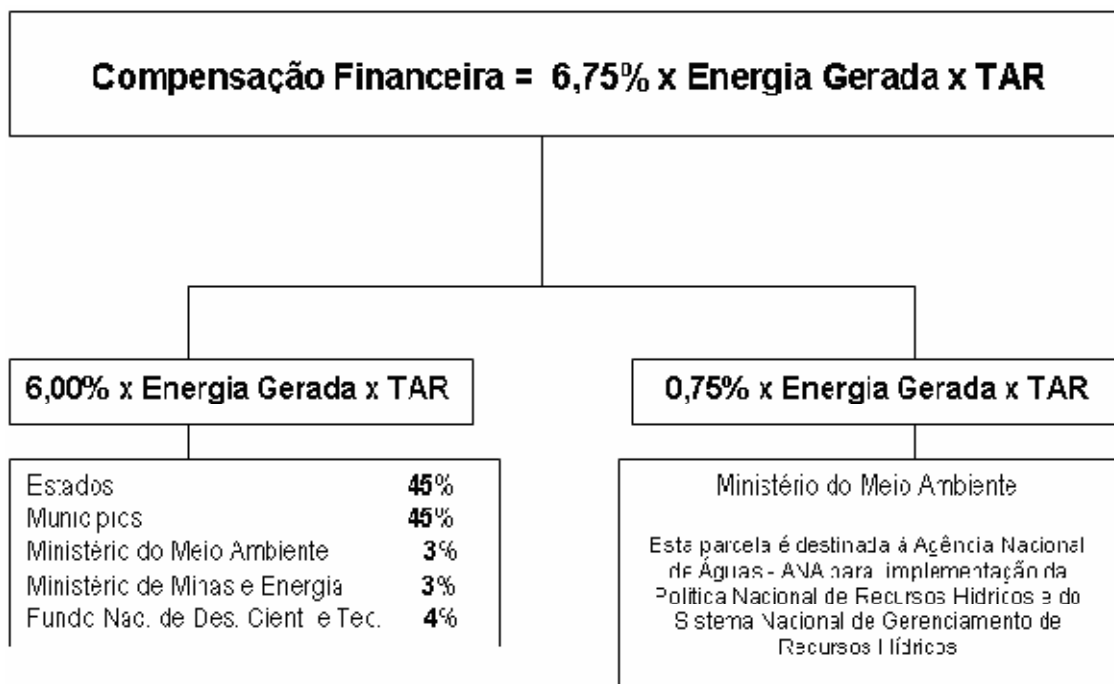 Compensação Financeira = 6,75% x Energia Gerada x TAR
6,00% x Energia Gerada x TAR
Estados 45%
Municípios 45%
Ministério do Meio Ambiente 3%
Ministério de Minas e Energia 3%
Fundo Nac. de Des. Cient. e Tec. 4%
0,75% x Energia Gerada x TAR
Ministério do Meio Ambiente
Esta parcela é destinada à Agência Nacional
de Águas - ANA para implementação da
Política Nacional de Recursos Hídricos e do
Sistema Nacional de Gerenciamento de
Recursos Hídricos